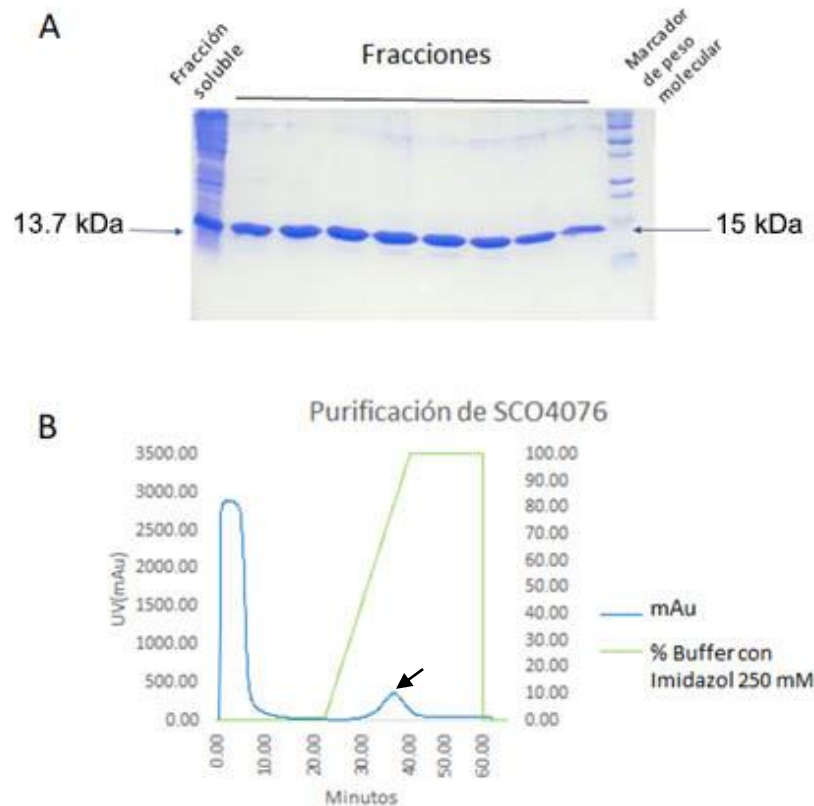 A
Fracción
soluble
Fracciones
Marcador
de peso
molecular
13.7 kDa
15 kDa
B
Purificación de SCO4076
3500.00
3000.00
2500.00
2000.00
1500.00
1000.00
500.00
0.00
UV(mAu)
100.00
90.00
80.00
70.00
60.00
50.00
40.00
30.00
20.00
10.00
0.00
mAu
% Buffer con
Imidazol 250 mM
0.00
10.00
22.00
30.00
40.00
50.00
60.00
Minutos